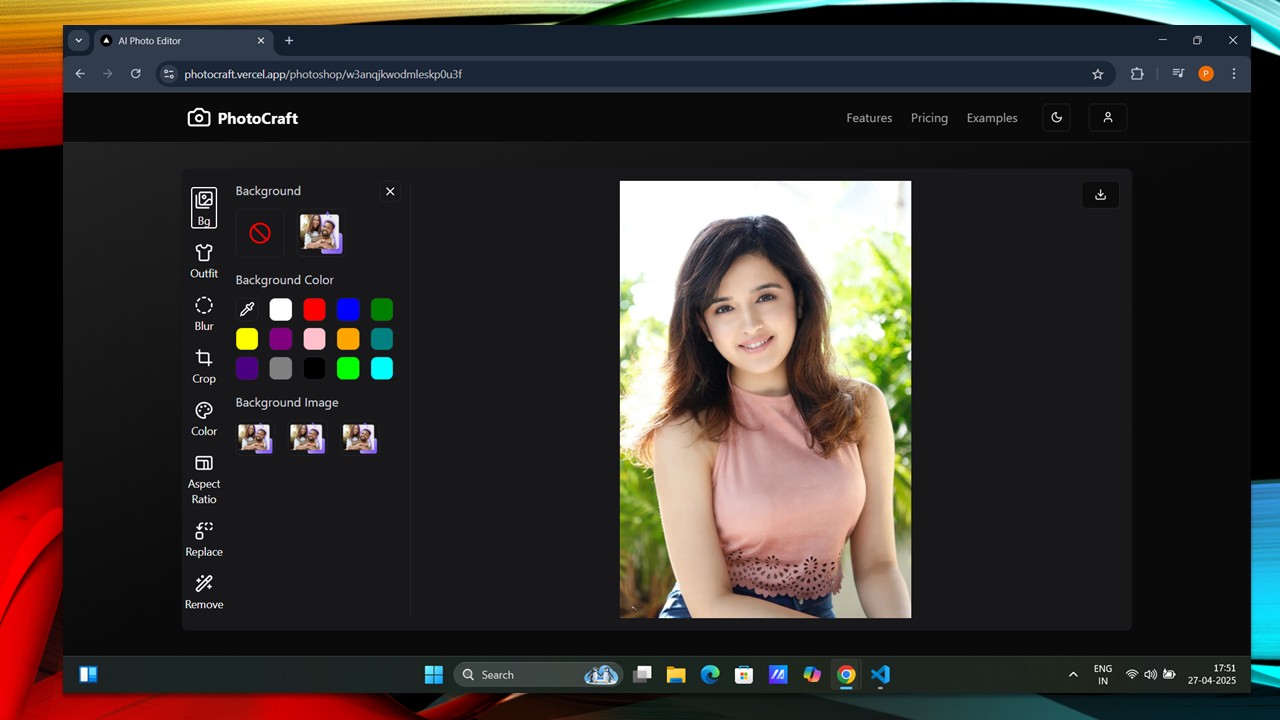 AI Photo Editor
photocraft.vercel.app/photoshop/w3anqjkwodmleskp0u3f
P
PhotoCraft
Features
Pricing
Examples
Bg
Outfit
Blur
Crop
Color
Aspect
Ratio
Replace
Remove
Background
Background Color
Background Image
Search
ENG
IN
17:51
27-04-2025